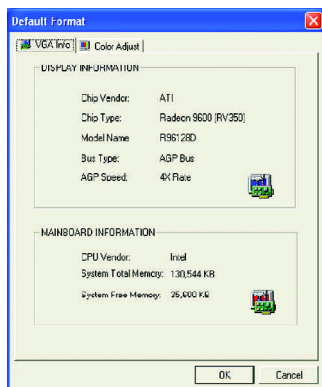 Default Format
VGA Info Color Adjust
DISPLAY INFORMATION
Chip Vendor: ATI
Chip Type: Radeon 9600 [RV350]
Model Name R96128D
Bus Type: AGP Bus
AGP Speed: 4X Rate
MAINBOARD INFORMATION
CPU Vendor: Intel
System Total Memory: 130,544 KB
System Free Memory: KB
OK Cancel